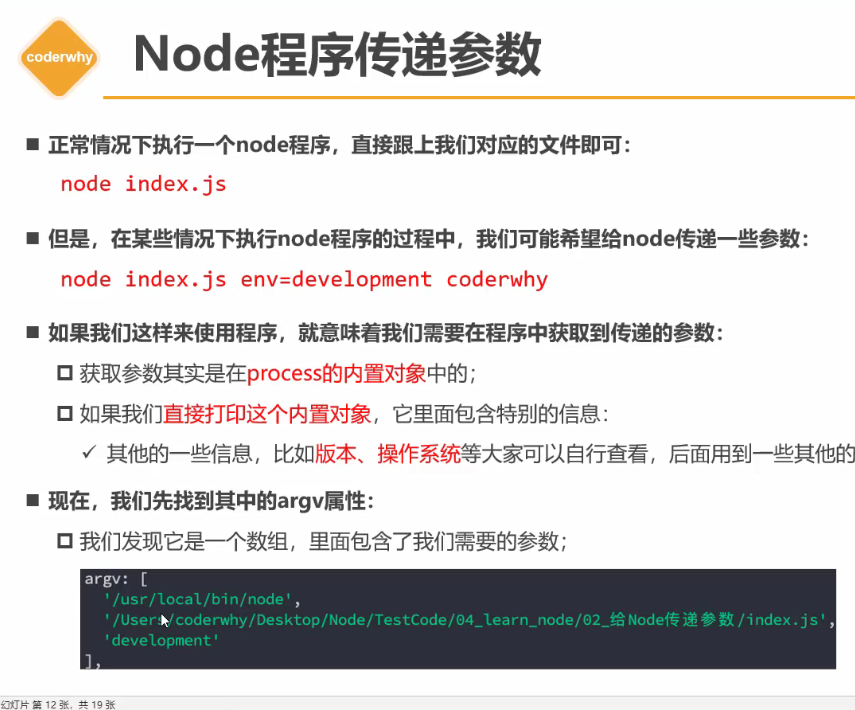 coderwhy
Node程序传递参数
■ 正常情况下执行一个node程序，直接跟上我们对应的文件即可：
node index.js
■ 但是，在某些情况下执行node程序的过程中，我们可能希望给node传递一些参数：
node index.js env=development coderwhy
■ 如果我们这样来使用程序，就意味着我们需要在程序中获取到传递的参数：
获取参数其实是在process的内置对象中的；
如果我们直接打印这个内置对象，它里面包含特别的信息：
✓ 其他的一些信息，比如版本、操作系统等大家可以自行查看，后面用到一些其他的
■ 现在，我们先找到其中的argv属性：
我们发现它是一个数组，里面包含了我们需要的参数；
argv: [
'/usr/local/bin/node',
'/Users/coderwhy/Desktop/Node/TestCode/04_learn_node/02_给Node传递参数/index.js',
'development'
],
幻灯片 第 12 张，共 19 张